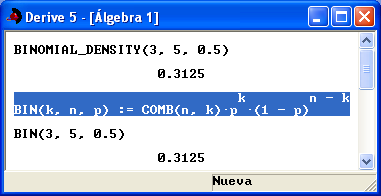 Derive 5 - [Álgebra 1]
BINOMIAL_DENSITY(3, 5, 0.5)
0.3125
BIN(k, n, p) := COMB(n, k)·p^k·(1 - p)^(n - k)
BIN(3, 5, 0.5)
0.3125
Nueva